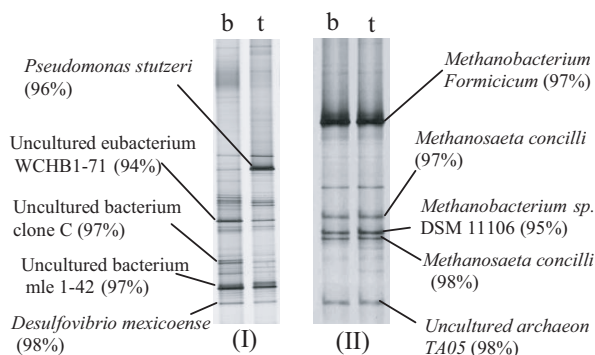 b t
b t
Pseudomonas stutzeri
(96%)
Uncultured eubacterium
WCHB1-71 (94%)
Uncultured bacterium
clone C (97%)
Uncultured bacterium
mle 1-42 (97%)
Desulfovibrio mexicoense
(98%)
(I)
(II)
Methanobacterium
Formicicum (97%)
Methanosaeta concilli
(97%)
Methanobacterium sp.
DSM 11106 (95%)
Methanosaeta concilli
(98%)
Uncultured archaeon
TA05 (98%)